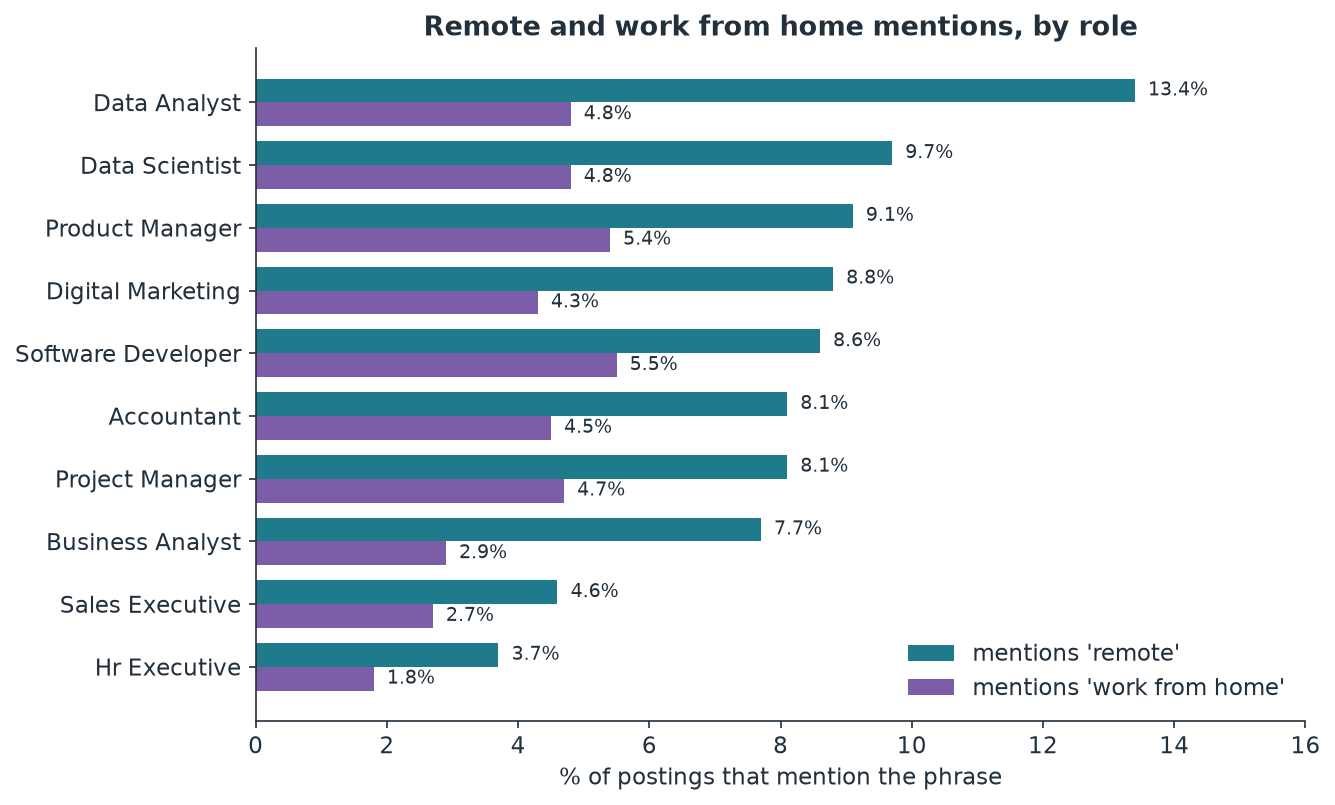 Remote and work from home mentions, by role
Data Analyst
13.4%
4.8%
Data Scientist
9.7%
4.8%
Product Manager
9.1%
5.4%
Digital Marketing
8.8%
4.3%
Software Developer
8.6%
5.5%
Accountant
8.1%
4.5%
Project Manager
8.1%
4.7%
Business Analyst
7.7%
2.9%
Sales Executive
4.6%
2.7%
Hr Executive
3.7%
1.8%
mentions 'remote'
mentions 'work from home'
0 2 4 6 8 10 12 14 16
% of postings that mention the phrase